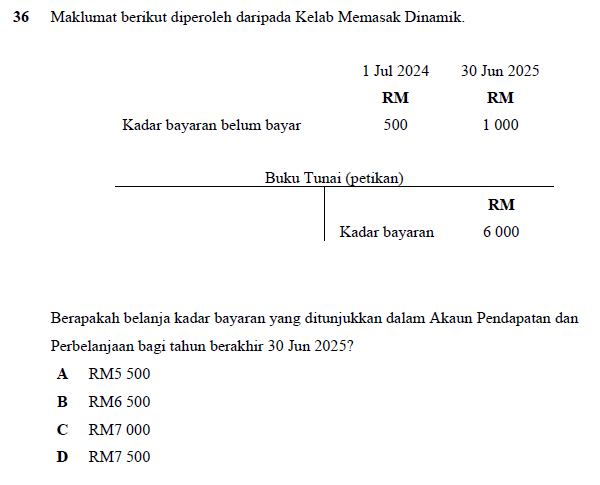 36 Maklumat berikut diperoleh daripada Kelab Memasak Dinamik.
1 Jul 2024 30 Jun 2025
RM RM
Kadar bayaran belum bayar 500 1 000
Buku Tunai (petikan)
RM
Kadar bayaran 6 000
Berapakah belanja kadar bayaran yang ditunjukkan dalam Akaun Pendapatan dan
Perbelanjaan bagi tahun berakhir 30 Jun 2025?
A RM5 500
B RM6 500
C RM7 000
D RM7 500